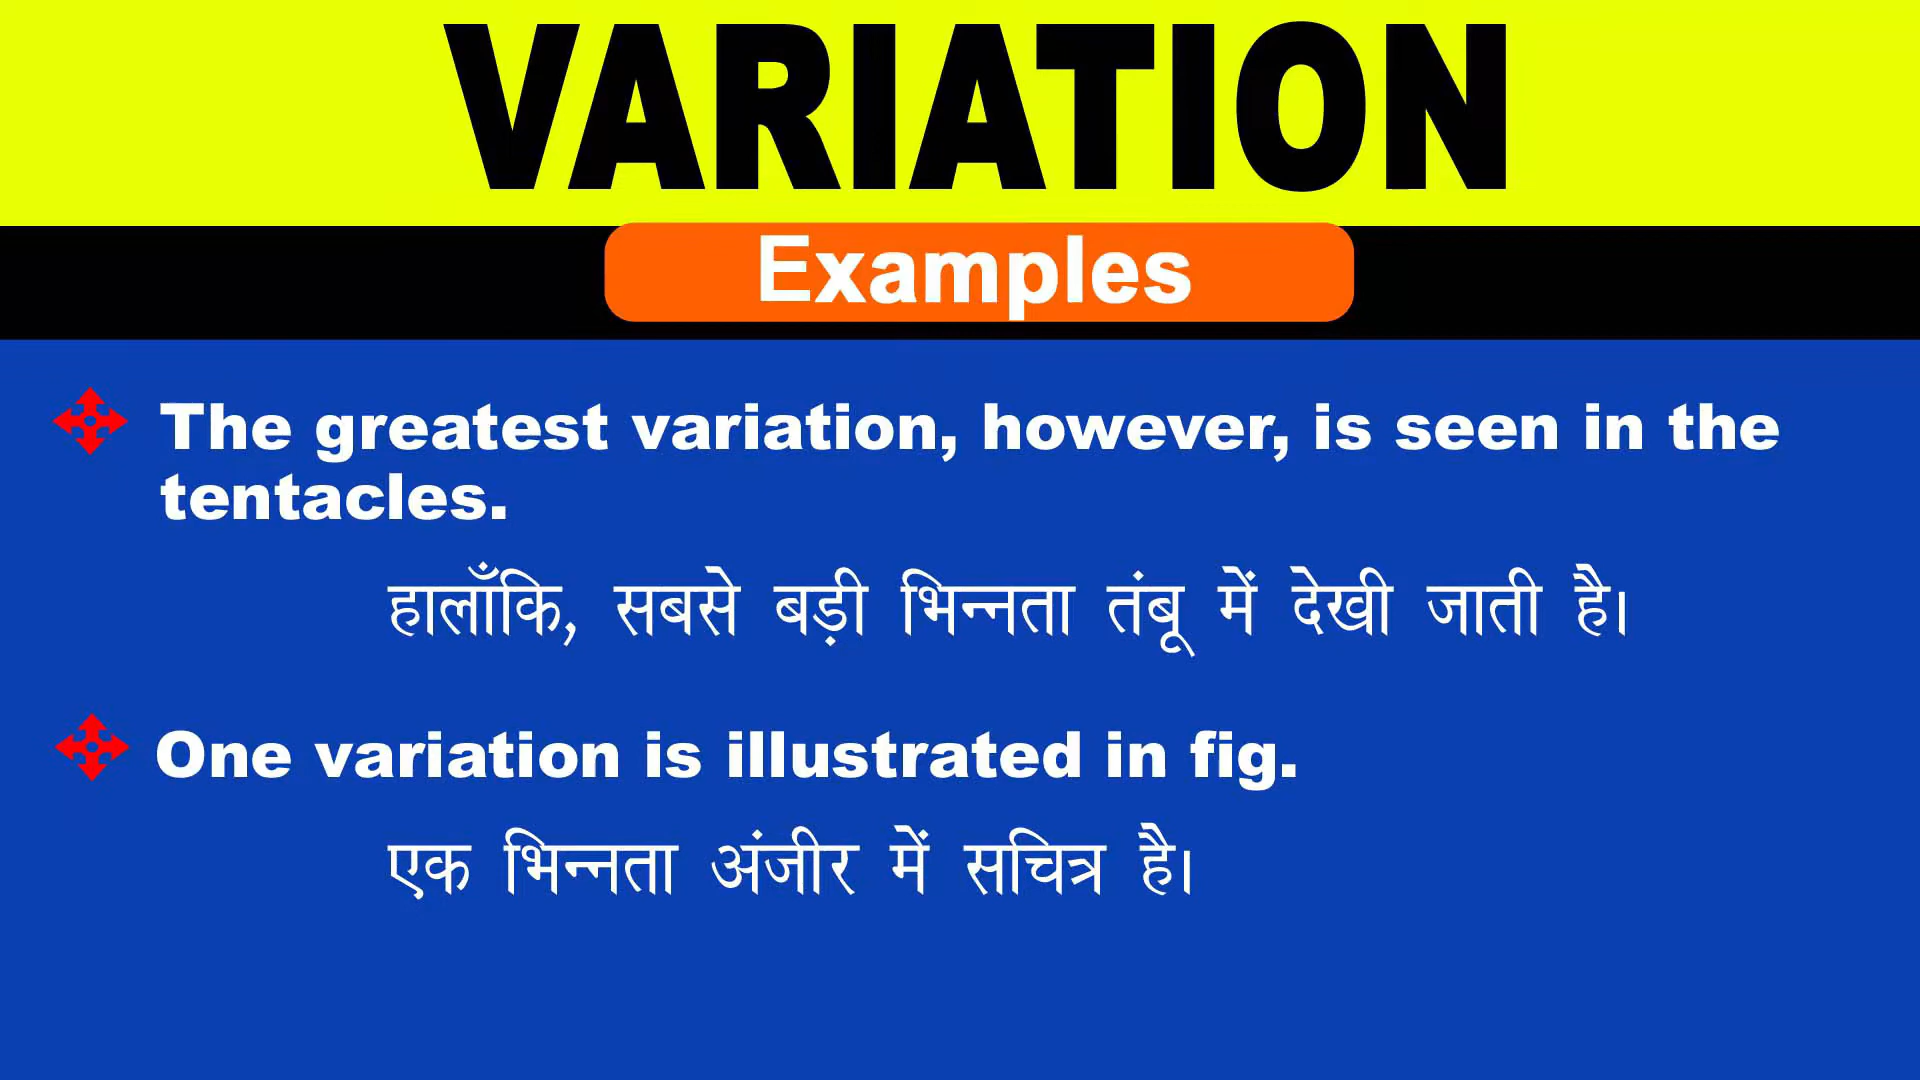 VARIATION
Examples
The greatest variation, however, is seen in the
tentacles.
हालाँकि, सबसे बड़ी भिन्नता तंबू में देखी जाती है।
One variation is illustrated in fig.
एक भिन्नता अंजीर में सचित्र है।